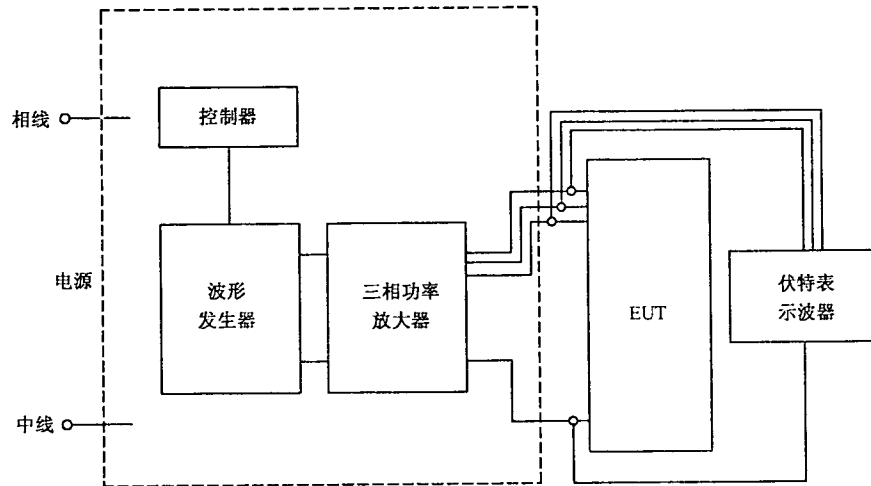 相线
控制器
电源
波形
发生器
三相功率
放大器
EUT
伏特表
示波器
中线